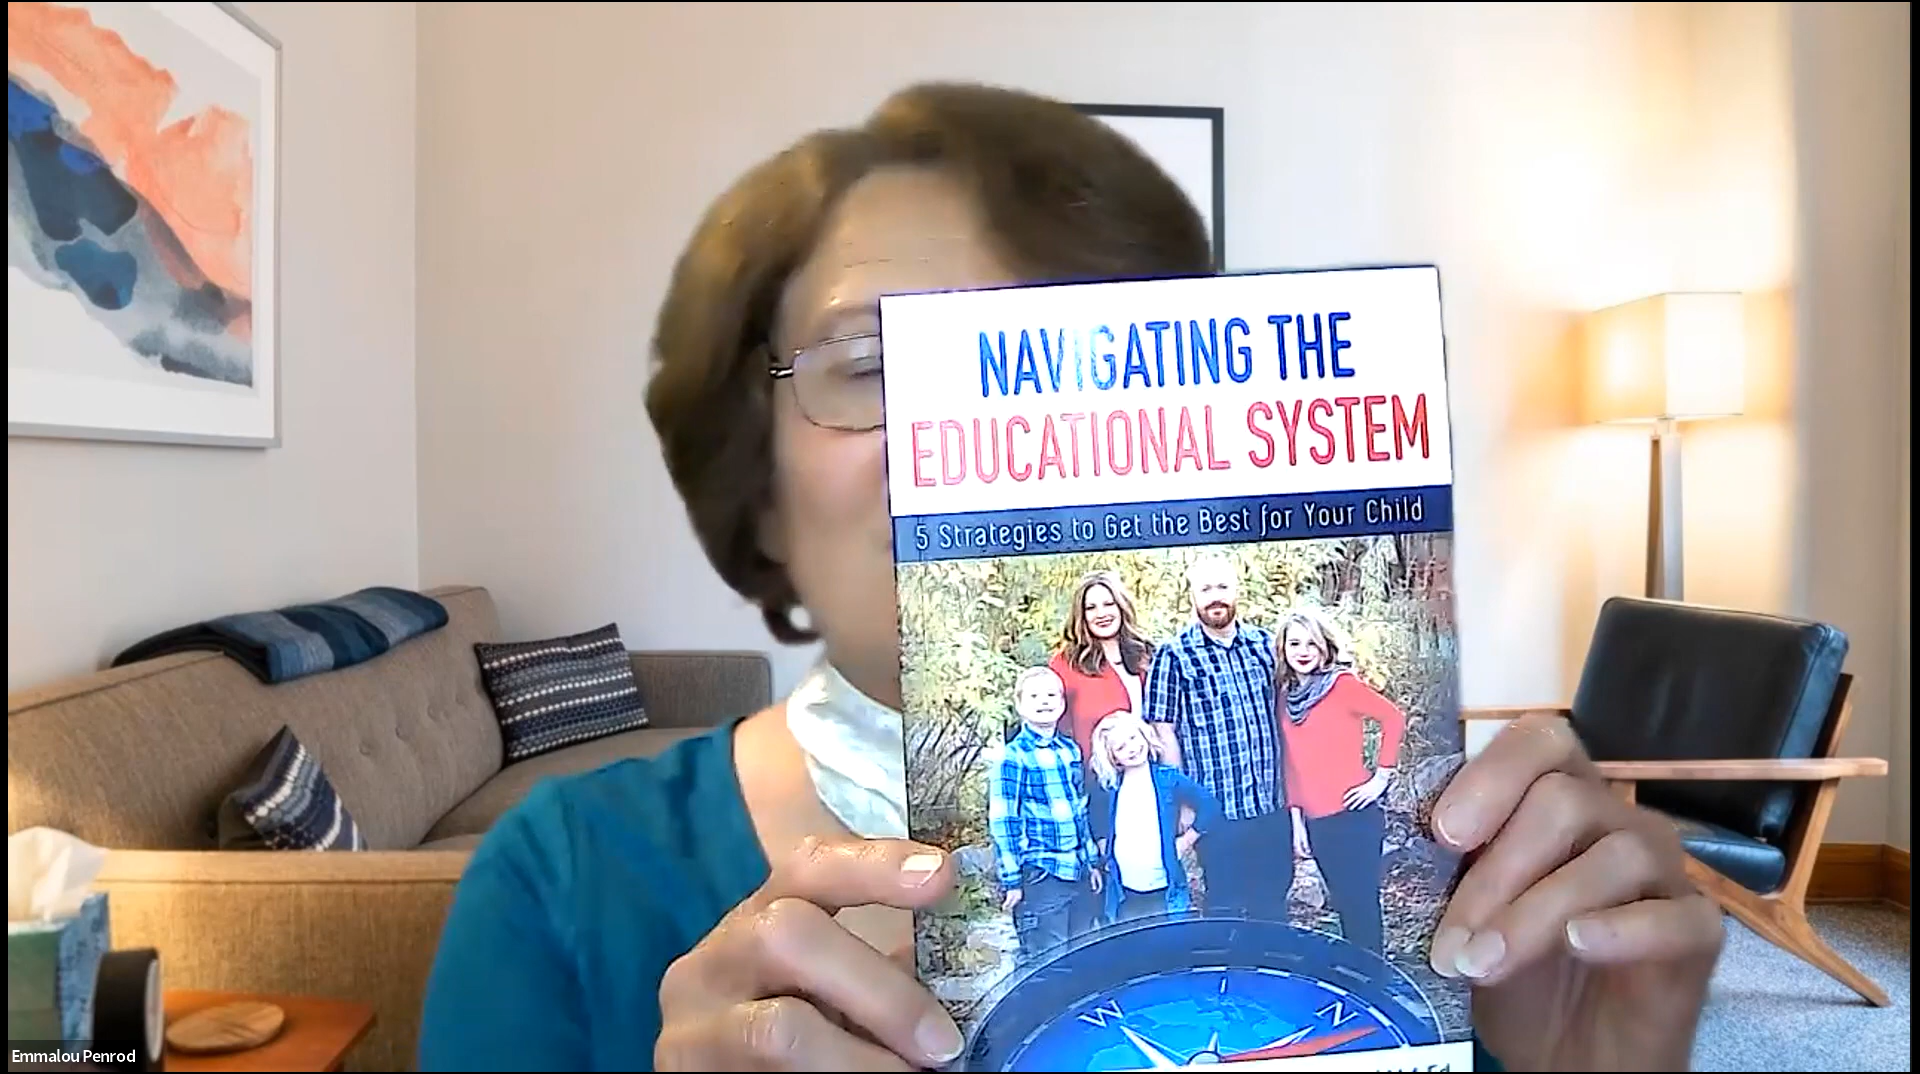 NAVIGATING THE
EDUCATIONAL SYSTEM
5 Strategies to Get the Best for Your Child
W
N
Emmalou Penrod